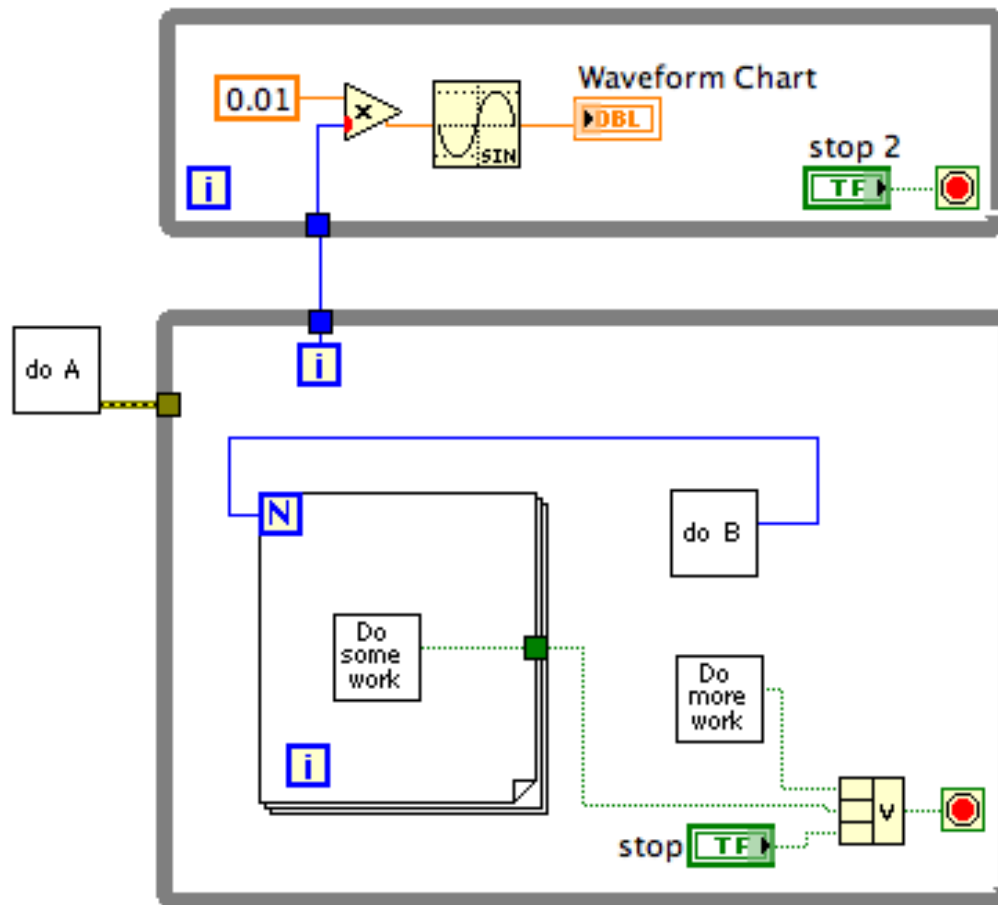 Waveform Chart
0.01
x
DBL
SIN
stop 2
i
TF
i
do A
N
do B
Do
some
work
Do
more
work
i
v
stop
TF